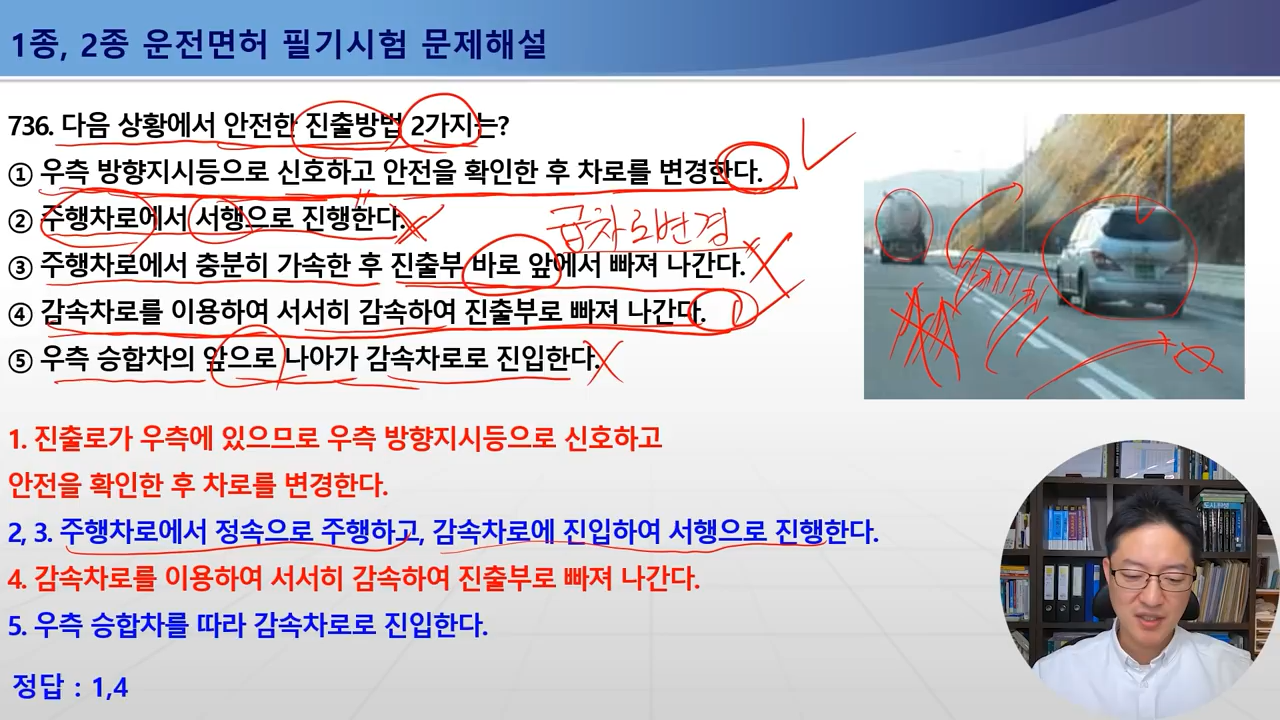 1종, 2종 운전면허 필기시험 문제해설
736. 다음 상황에서 안전한 진출방법 2가지는?
① 우측 방향지시등으로 신호하고 안전을 확인한 후 차로를 변경한다.
② 주행차로에서 서행으로 진행한다.
급차로변경
③ 주행차로에서 충분히 가속한 후 진출부 바로 앞에서 빠져 나간다.
④ 감속차로를 이용하여 서서히 감속하여 진출부로 빠져 나간다.
⑤ 우측 승합차의 앞으로 나아가 감속차로로 진입한다.
1. 진출로가 우측에 있으므로 우측 방향지시등으로 신호하고
안전을 확인한 후 차로를 변경한다.
2, 3. 주행차로에서 정속으로 주행하고, 감속차로에 진입하여 서행으로 진행한다.
4. 감속차로를 이용하여 서서히 감속하여 진출부로 빠져 나간다.
5. 우측 승합차를 따라 감속차로로 진입한다.
정답 : 1,4